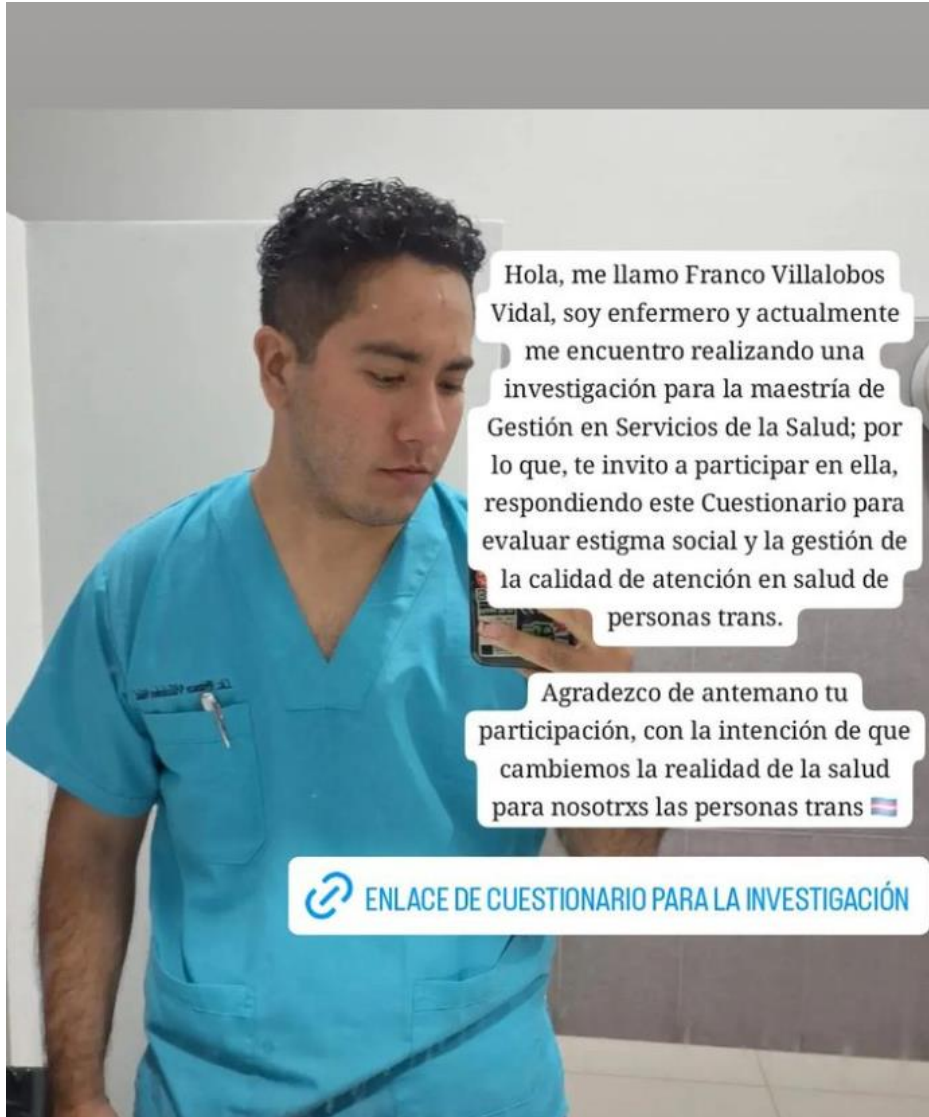 Hola, me llamo Franco Villalobos
Vidal, soy enfermero y actualmente
me encuentro realizando una
investigación para la maestría de
Gestión en Servicios de la Salud; por
lo que, te invito a participar en ella,
respondiendo este Cuestionario para
evaluar estigma social y la gestión de
la calidad de atención en salud de
personas trans.
Agradezco de antemano tu
participación, con la intención de que
cambiemos la realidad de la salud
para nosotrxs las personas trans
ENLACE DE CUESTIONARIO PARA LA INVESTIGACIÓN